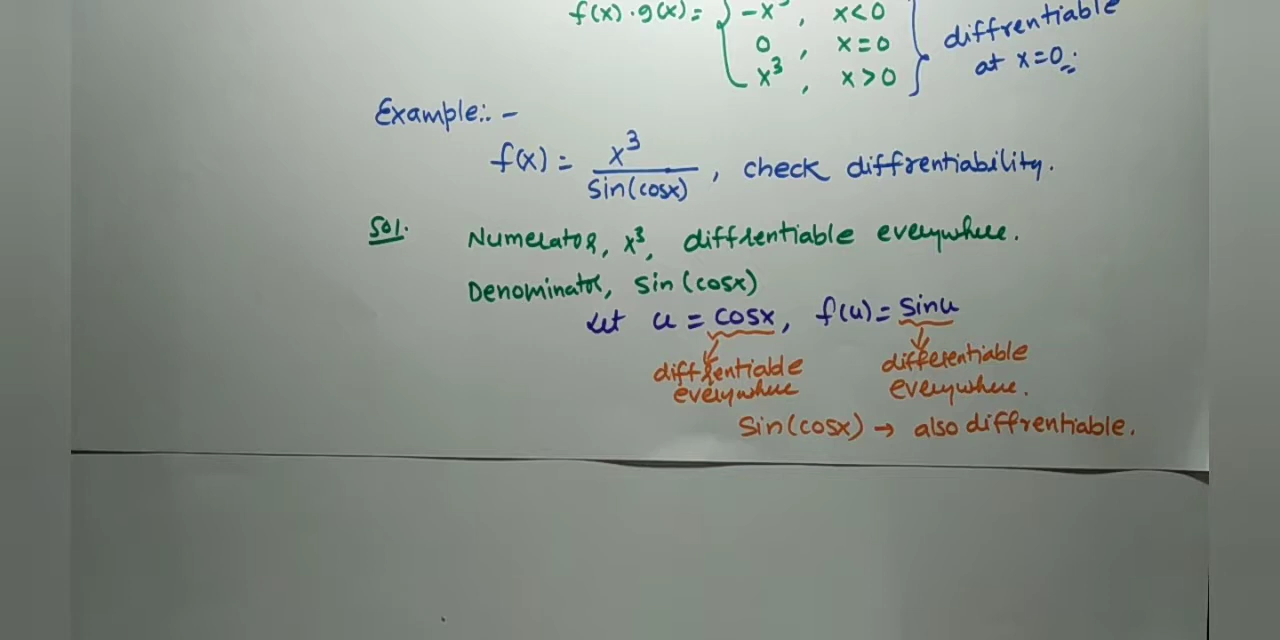 f(x)·g(x) = { -x³, x<0
0, x=0
x³, x>0 } diffrentiable at x=0
Example:-
f(x) = x³/sin(cosx), check diffrentiability.
Sol.
Numerator, x³, diffrentiable everywhere.
Denominator, sin(cosx)
Let u = cosx, f(u) = sinu
diffrentiable everywhere
differentiable everywhere.
Sin(cosx) → also diffrentiable.